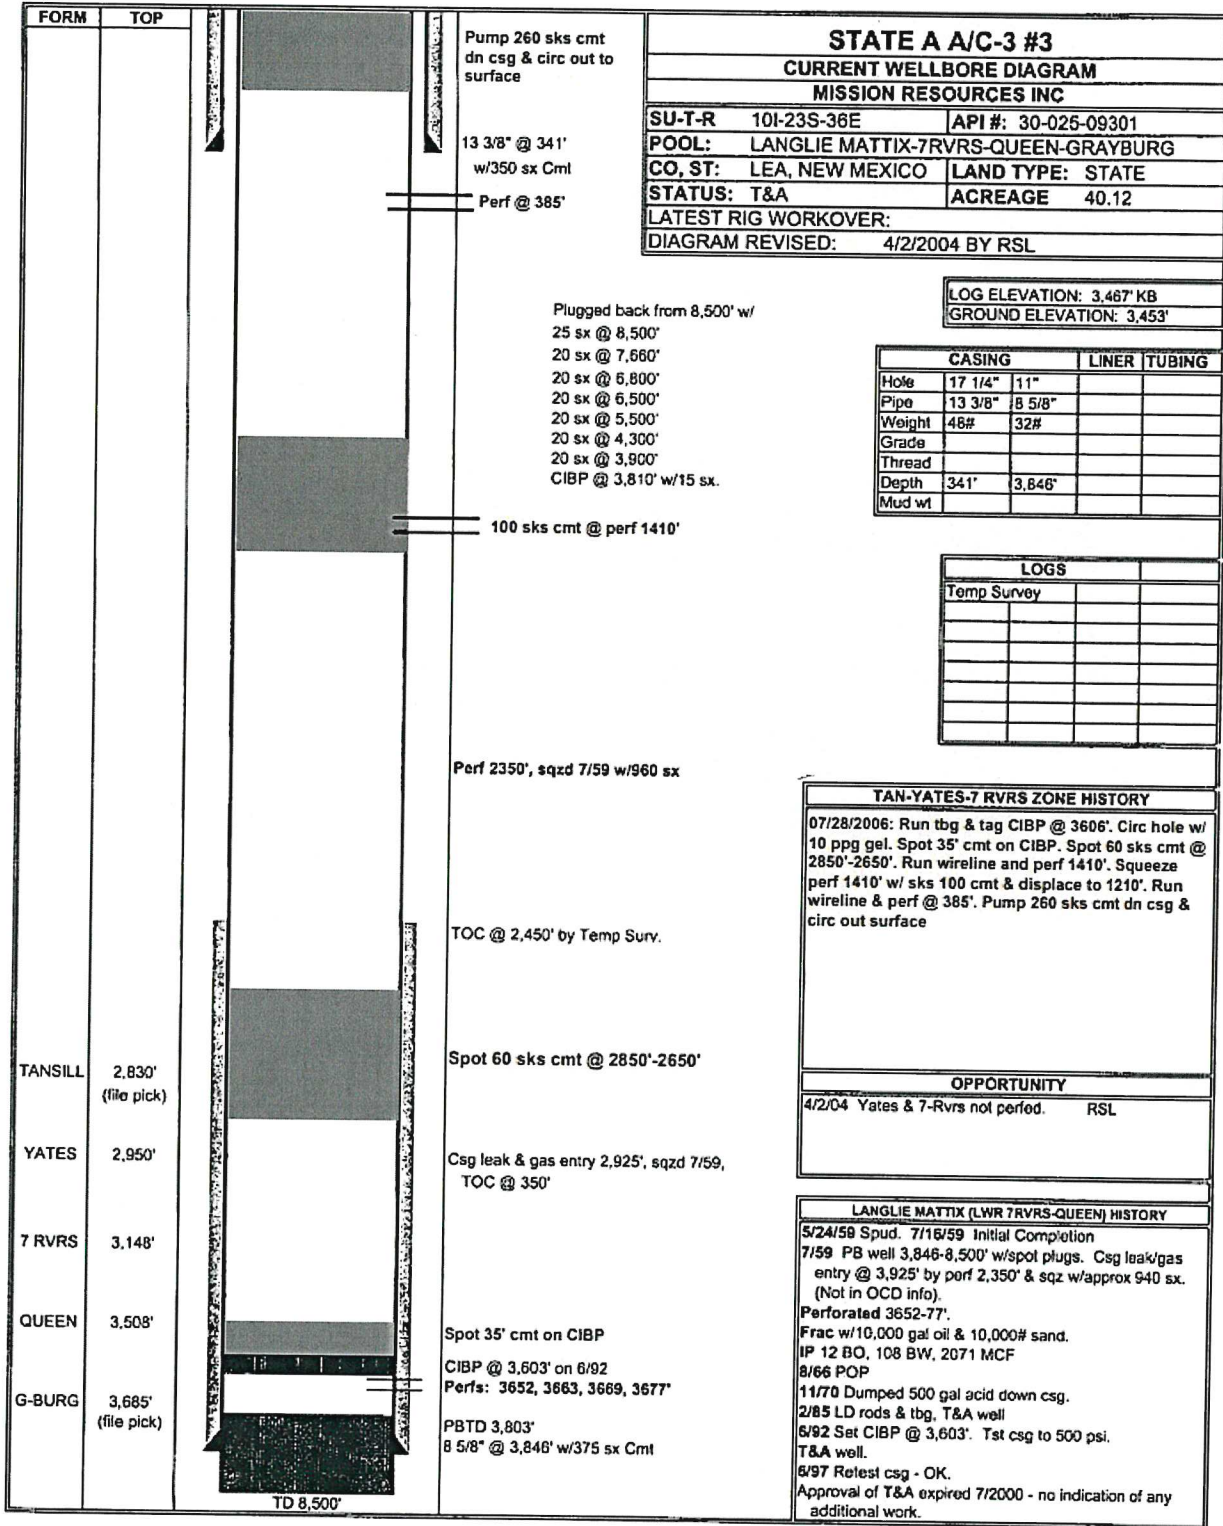 FORM TOP
Pump 260 sks cmt
dn csg & circ out to
surface
13 3/8" @ 341'
w/350 sx Cmt
Perf @ 385'
STATE A A/C-3 #3
CURRENT WELLBORE DIAGRAM
MISSION RESOURCES INC
SU-T-R 10I-23S-36E API #: 30-025-09301
POOL: LANGLIE MATTIX-7RVRS-QUEEN-GRAYBURG
CO, ST: LEA, NEW MEXICO LAND TYPE: STATE
STATUS: T&A ACREAGE 40.12
LATEST RIG WORKOVER:
DIAGRAM REVISED: 4/2/2004 BY RSL
LOG ELEVATION: 3,467' KB
GROUND ELEVATION: 3,453'
Plugged back from 8,500' w/
25 sx @ 8,500'
20 sx @ 7,660'
20 sx @ 6,800'
20 sx @ 6,500'
20 sx @ 5,500'
20 sx @ 4,300'
20 sx @ 3,900'
CIBP @ 3,810' w/15 sx.
CASING LINER TUBING
Hole 17 1/4" 11"
Pipe 13 3/8" 8 5/8"
Weight 48# 32#
Grade
Thread
Depth 341' 3,846'
Mud wt
100 sks cmt @ perf 1410'
LOGS
Temp Survey
Perf 2350', sqzd 7/59 w/960 sx
TAN-YATES-7 RVRS ZONE HISTORY
07/28/2006: Run tbg & tag CIBP @ 3606'. Circ hole w/
10 ppg gel. Spot 35' cmt on CIBP. Spot 60 sks cmt @
2850'-2650'. Run wireline and perf 1410'. Squeeze
perf 1410' w/ sks 100 cmt & displace to 1210'. Run
wireline & perf @ 385'. Pump 260 sks cmt dn csg &
circ out surface
TOC @ 2,450' by Temp Surv.
Spot 60 sks cmt @ 2850'-2650'
TANSILL 2,830'
(file pick)
OPPORTUNITY
4/2/04 Yates & 7-Rvrs not perfed. RSL
YATES 2,950'
Csg leak & gas entry 2,925', sqzd 7/59,
TOC @ 350'
7 RVRS 3,148'
QUEEN 3,508'
Spot 35' cmt on CIBP
CIBP @ 3,603' on 6/92
Perfs: 3652, 3663, 3669, 3677'
G-BURG 3,685'
(file pick)
PBTD 3,803'
8 5/8" @ 3,846' w/375 sx Cmt
TD 8,500'
LANGLIE MATTIX (LWR 7RVRS-QUEEN) HISTORY
5/24/59 Spud. 7/16/59 Initial Completion
7/59 PB well 3,846-8,500' w/spot plugs. Csg leak/gas
entry @ 3,925' by perf 2,350' & sqz w/approx 940 sx.
(Not in OCD info).
Perforated 3652-77'.
Frac w/10,000 gal oil & 10,000# sand.
IP 12 BO, 108 BW, 2071 MCF
8/66 POP
11/70 Dumped 500 gal acid down csg.
2/85 LD rods & tbg, T&A well
6/92 Set CIBP @ 3,603'. Tst csg to 500 psi.
T&A well.
6/97 Retest csg - OK.
Approval of T&A expired 7/2000 - no indication of any
additional work.